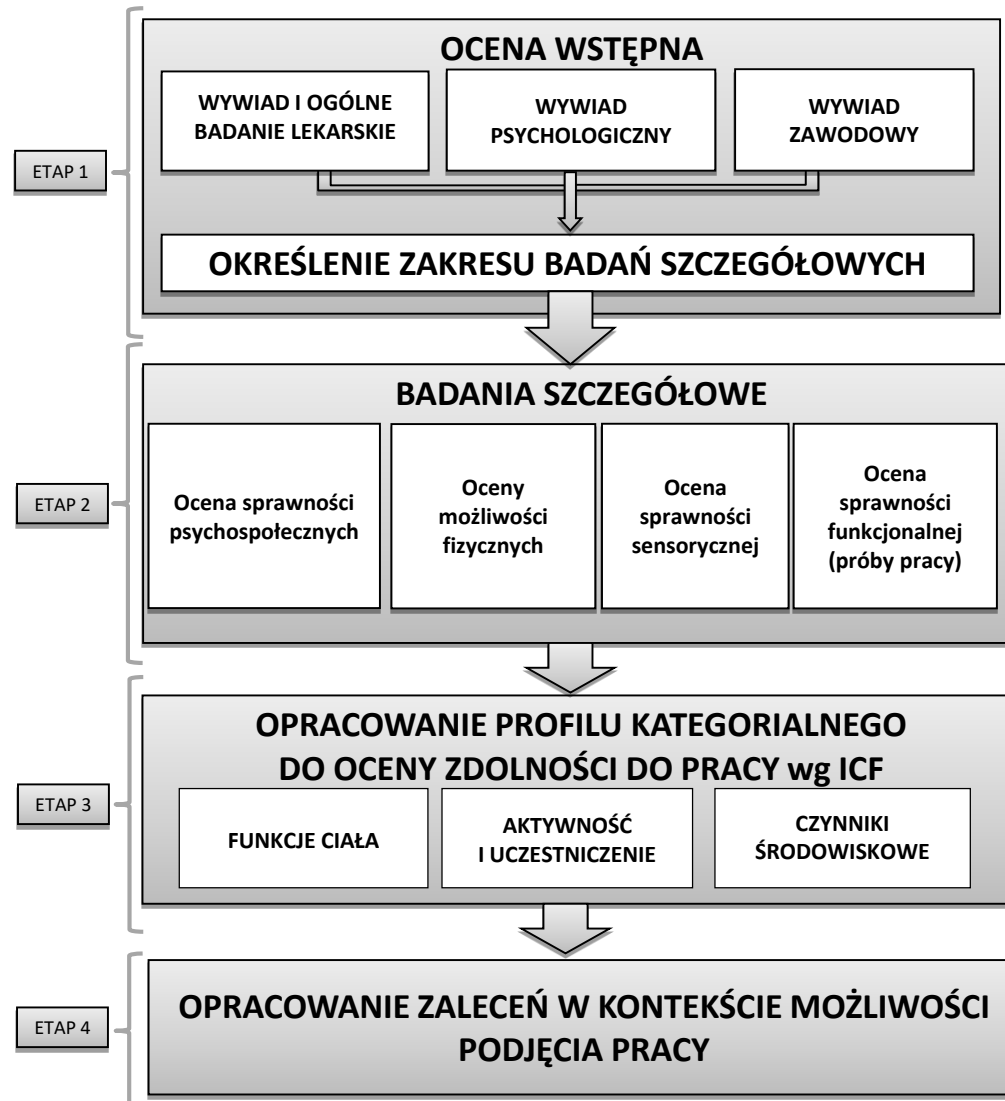 ETAP 1
OCENA WSTĘPNA
WYWIAD I OGÓLNE
BADANIE LEKARSKIE
WYWIAD
PSYCHOLOGICZNY
WYWIAD
ZAWODOWY
OKREŚLENIE ZAKRESU BADAŃ SZCZEGÓŁOWYCH
ETAP 2
BADANIA SZCZEGÓŁOWE
Ocena sprawności
psychospołecznych
Oceny
możliwości
fizycznych
Ocena
sprawności
sensorycznej
Ocena
sprawności
funkcjonalnej
(próby pracy)
ETAP 3
OPRACOWANIE PROFILU KATEGORIALNEGO
DO OCENY ZDOLNOŚCI DO PRACY wg ICF
FUNKCJE CIAŁA
AKTYWNOŚĆ
I UCZESTNICZENIE
CZYNNIKI
ŚRODOWISKOWE
ETAP 4
OPRACOWANIE ZALECEŃ W KONTEKŚCIE MOŻLIWOŚCI
PODJĘCIA PRACY